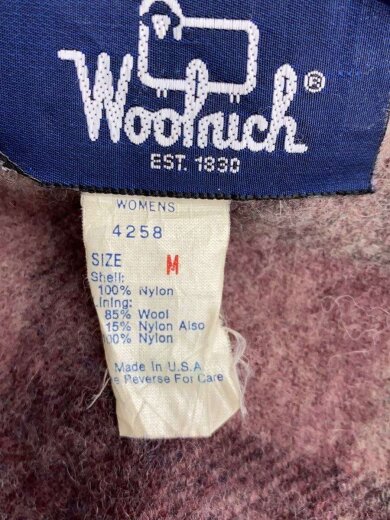 Woolrich®
EST. 1830
WOMENS
4258
SIZE M
Shell:
100% Nylon
Lining:
85% Wool
15% Nylon Also
00% Nylon
Made in U.S.A
e Reverse For Care